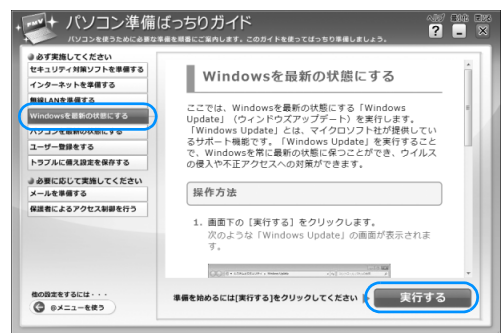 FMV
パソコン準備ばっちりガイド
パソコンを使うために必要な準備を順番にご案内します。このガイドを使ってばっちり準備しましょう。
ヘルプ 最小化 閉じる
必ず実施してください
セキュリティ対策ソフトを準備する
インターネットを準備する
無線LANを準備する
Windowsを最新の状態にする
パソコンを最新の状態にする
ユーザー登録をする
トラブルに備え設定を保存する
必要に応じて実施してください
メールを準備する
保護者によるアクセス制御を行う
他の設定をするには・・・
@メニューを使う
Windowsを最新の状態にする
ここでは、Windowsを最新の状態にする「Windows
Update」（ウィンドウズアップデート）を実行します。
「Windows Update」とは、マイクロソフト社が提供してい
るサポート機能です。「Windows Update」を実行すること
で、Windowsを常に最新の状態に保つことができ、ウイルス
の侵入や不正アクセスへの対策ができます。
操作方法
1. 画面下の［実行する］をクリックします。
次のような「Windows Update」の画面が表示されま
す。
準備を始めるには[実行する]をクリックしてください
実行する